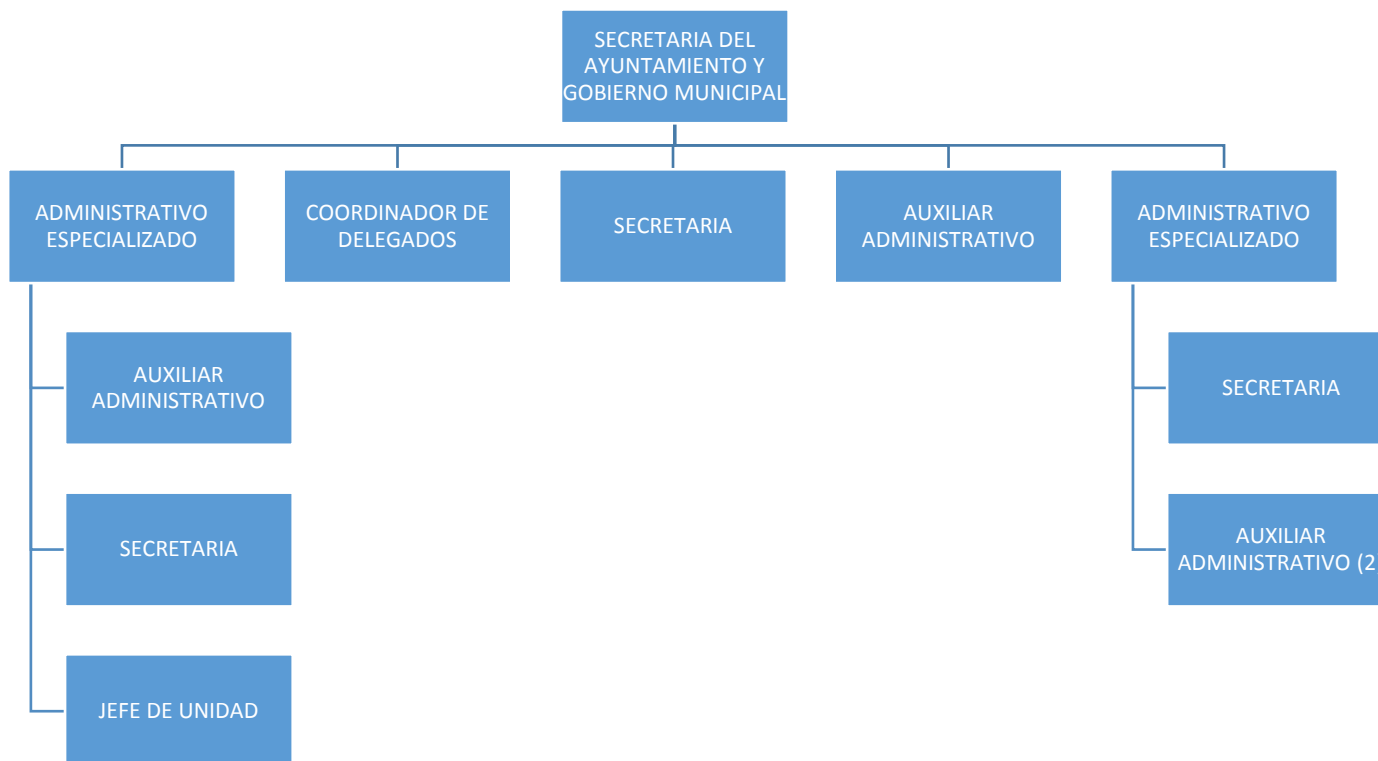 SECRETARIA DEL
AYUNTAMIENTO Y
GOBIERNO MUNICIPAL
ADMINISTRATIVO
ESPECIALIZADO
COORDINADOR DE
DELEGADOS
SECRETARIA
AUXILIAR
ADMINISTRATIVO
ADMINISTRATIVO
ESPECIALIZADO
AUXILIAR
ADMINISTRATIVO
SECRETARIA
JEFE DE UNIDAD
SECRETARIA
AUXILIAR
ADMINISTRATIVO (2